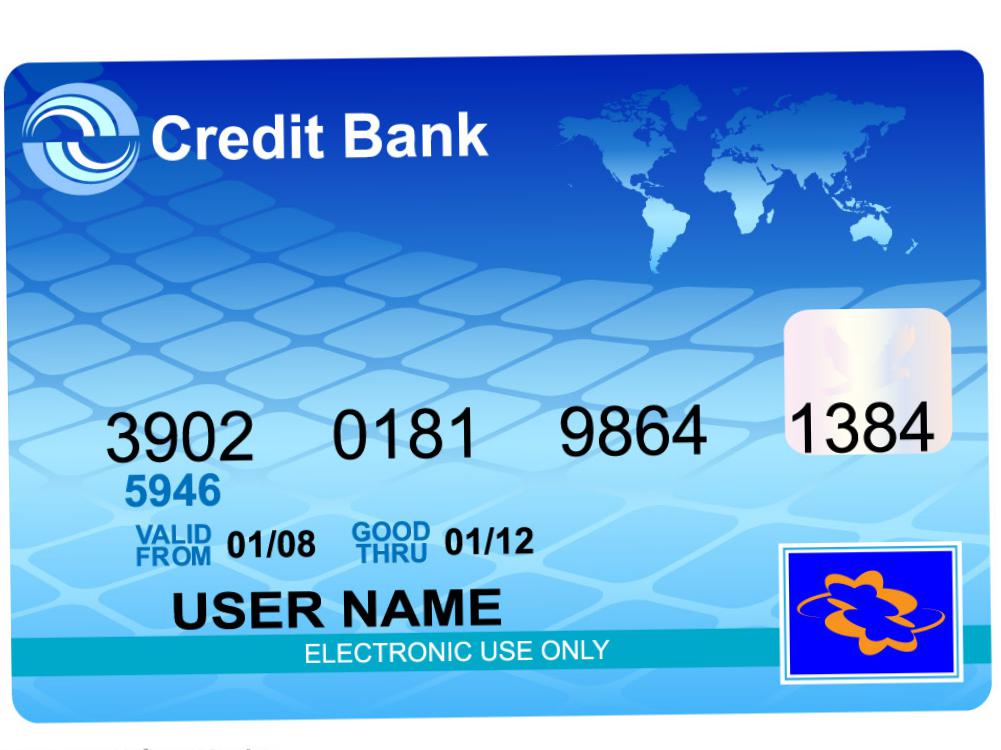 Credit Bank
3902 0181 9864 1384
5946
VALID FROM 01/08 GOOD THRU 01/12
USER NAME
ELECTRONIC USE ONLY